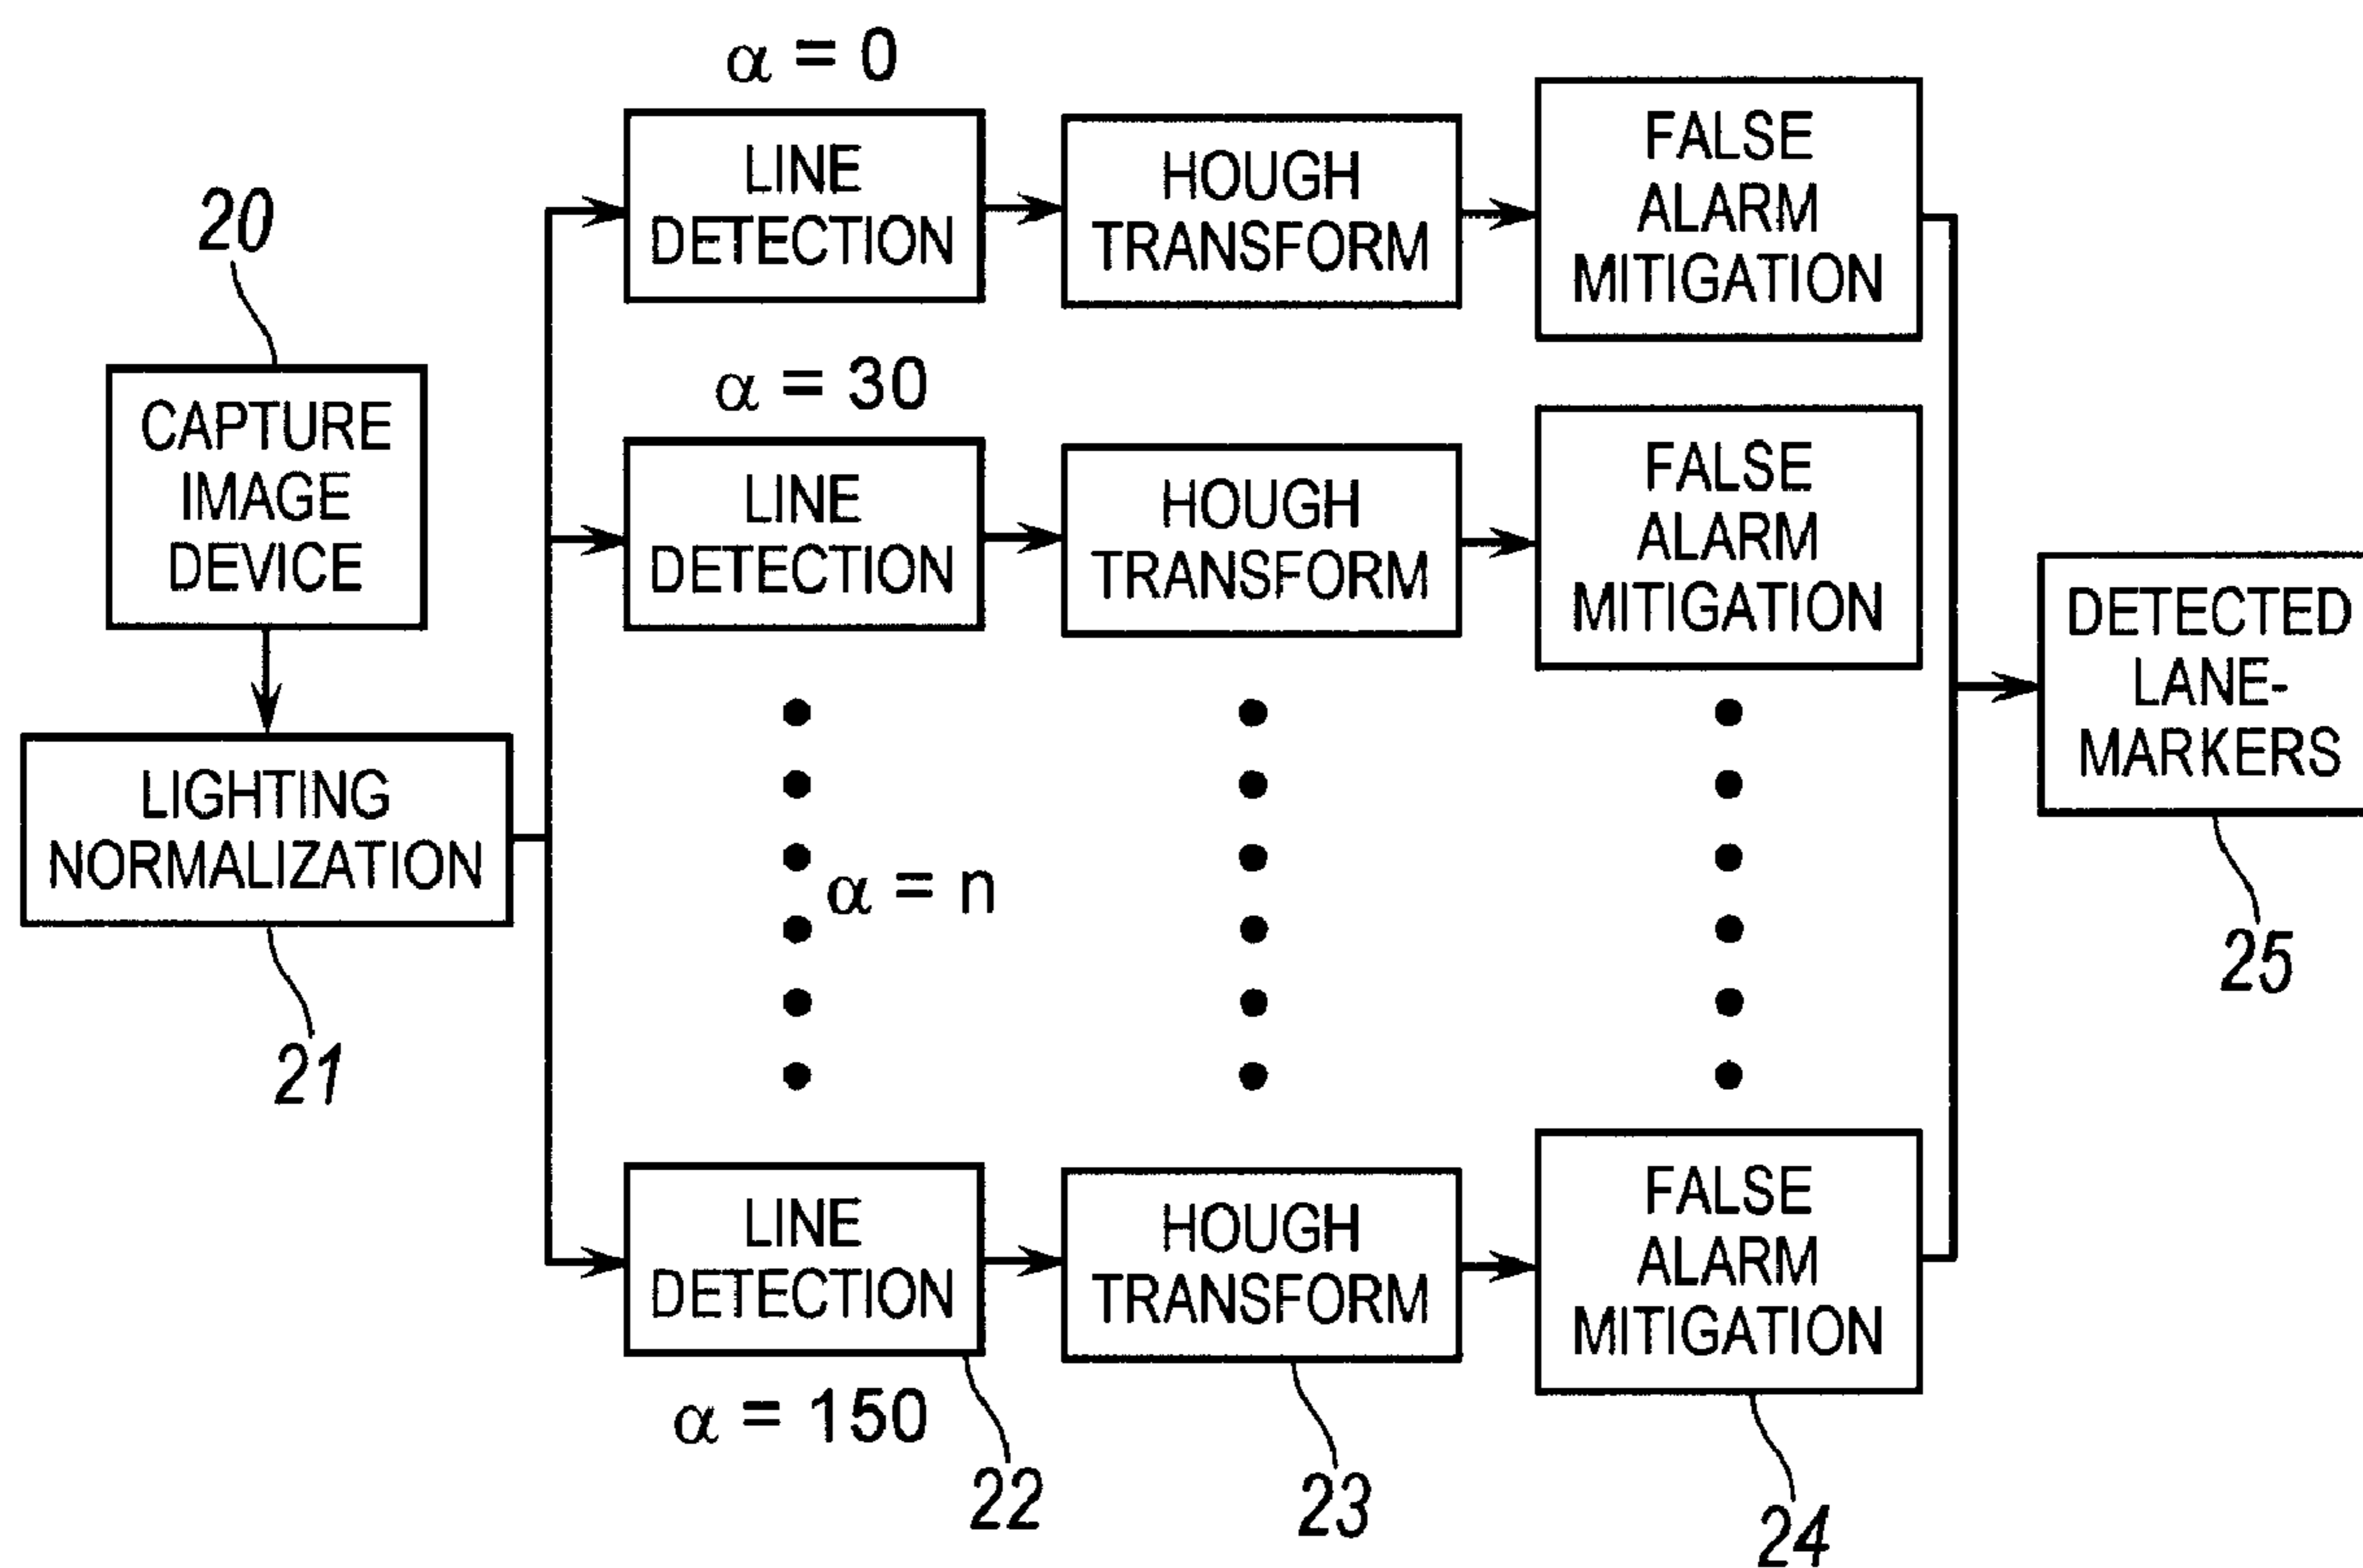 α = 0
LINE
DETECTION
HOUGH
TRANSFORM
FALSE
ALARM
MITIGATION
20
CAPTURE
IMAGE
DEVICE
α = 30
LINE
DETECTION
HOUGH
TRANSFORM
FALSE
ALARM
MITIGATION
LIGHTING
NORMALIZATION
21
α = n
DETECTED
LANE-
MARKERS
25
LINE
DETECTION
α = 150
22
HOUGH
TRANSFORM
23
FALSE
ALARM
MITIGATION
24